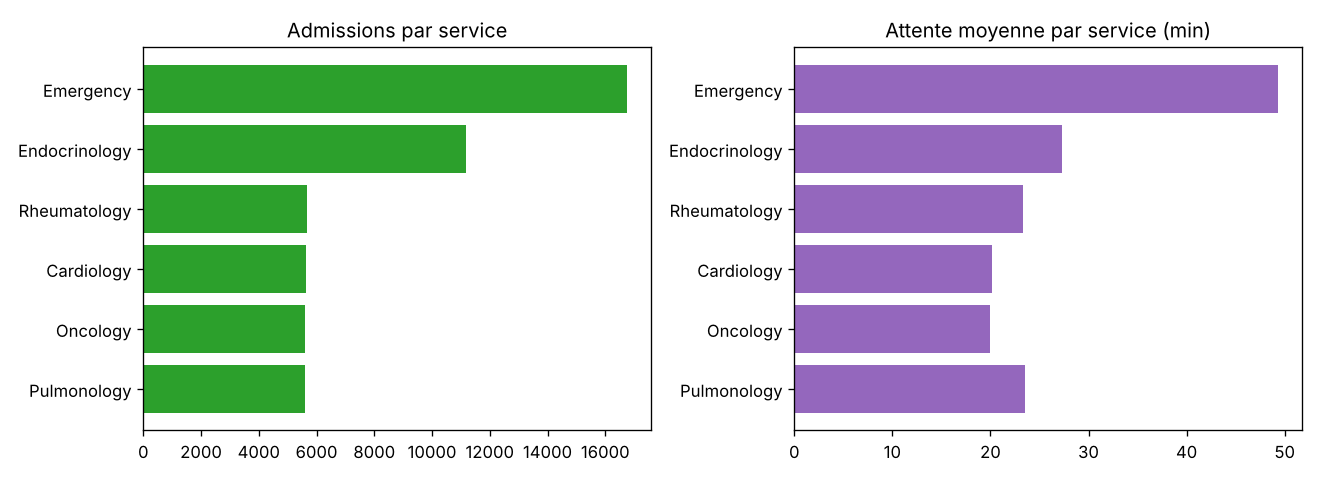 Admissions par service
Emergency
Endocrinology
Rheumatology
Cardiology
Oncology
Pulmonology
0 2000 4000 6000 8000 10000 12000 14000 16000
Attente moyenne par service (min)
Emergency
Endocrinology
Rheumatology
Cardiology
Oncology
Pulmonology
0 10 20 30 40 50